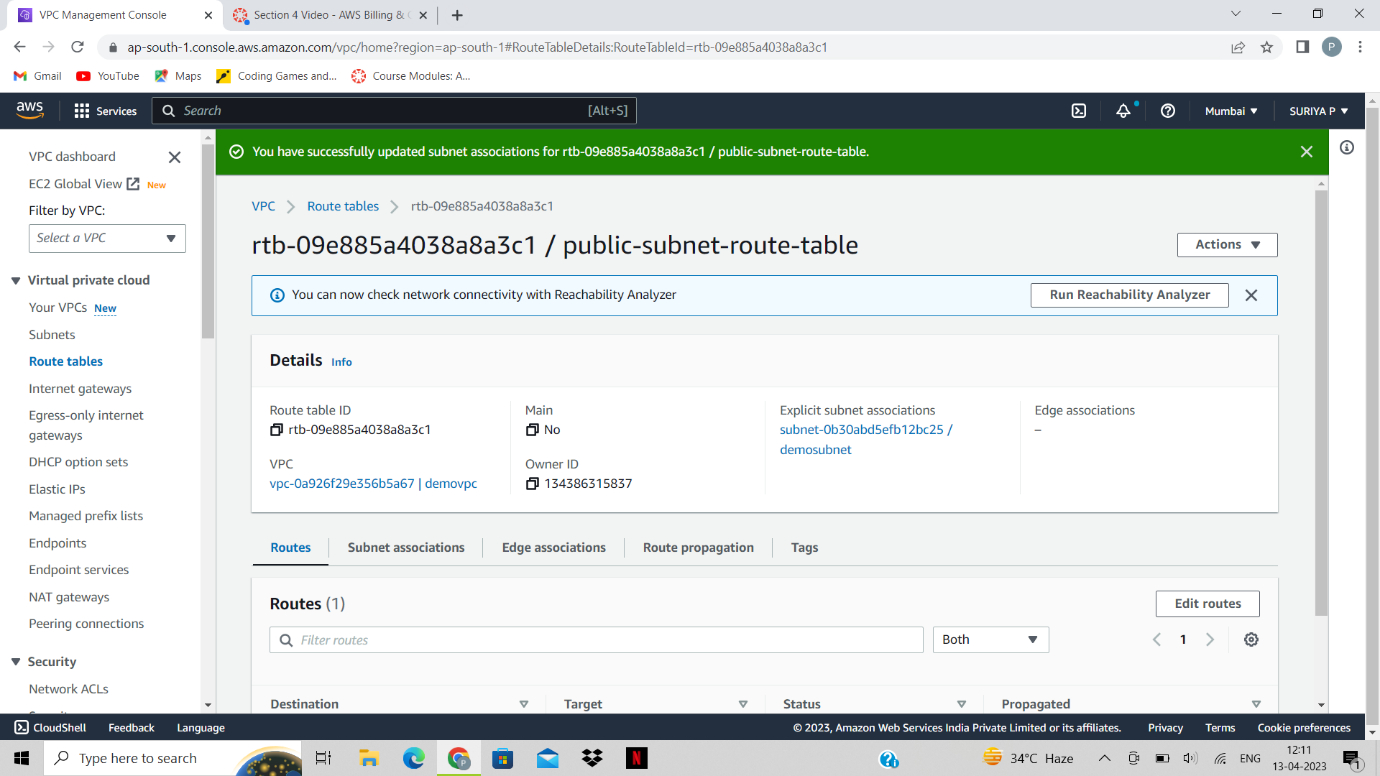 VPC Management Console
Section 4 Video - AWS Billing & C
ap-south-1.console.aws.amazon.com/vpc/home?region=ap-south-1#RouteTableDetails:RouteTableId=rtb-09e885a4038a8a3c1
P
Gmail
YouTube
Maps
Coding Games and...
Course Modules: A...
aws
Services
Search
[Alt+S]
Mumbai
SURIYA P
VPC dashboard
EC2 Global View New
Filter by VPC:
Select a VPC
Virtual private cloud
Your VPCs New
Subnets
Route tables
Internet gateways
Egress-only internet
gateways
DHCP option sets
Elastic IPs
Managed prefix lists
Endpoints
Endpoint services
NAT gateways
Peering connections
Security
Network ACLs
You have successfully updated subnet associations for rtb-09e885a4038a8a3c1 / public-subnet-route-table.
VPC
Route tables
rtb-09e885a4038a8a3c1
rtb-09e885a4038a8a3c1 / public-subnet-route-table
Actions
You can now check network connectivity with Reachability Analyzer
Run Reachability Analyzer
Details Info
Route table ID
rtb-09e885a4038a8a3c1
Main
No
Explicit subnet associations
subnet-0b30abd5efb12bc25 /
demosubnet
Edge associations
–
VPC
vpc-0a926f29e356b5a67 | demovpc
Owner ID
134386315837
Routes
Subnet associations
Edge associations
Route propagation
Tags
Routes (1)
Edit routes
Filter routes
Both
1
Destination
Target
Status
Propagated
CloudShell
Feedback
Language
© 2023, Amazon Web Services India Private Limited or its affiliates.
Privacy
Terms
Cookie preferences
Type here to search
34°C Haze
ENG
12:11
13-04-2023
1